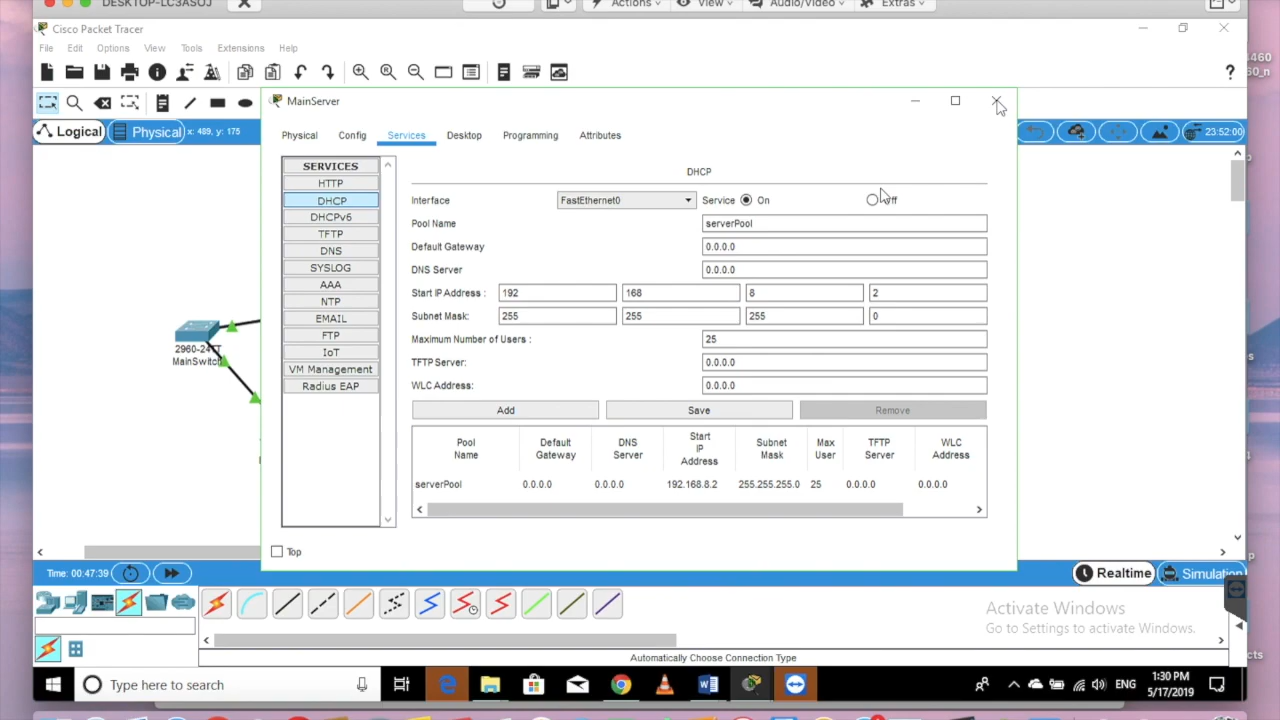 DESKTOP-LC3ASOJ
Actions
View
Audio/Video
Extras
Cisco Packet Tracer
File Edit Options View Tools Extensions Help
?
MainServer
Logical
Physical
x: 489, y: 175
23:52:00
Physical Config Services Desktop Programming Attributes
SERVICES
HTTP
DHCP
DHCPv6
TFTP
DNS
SYSLOG
AAA
NTP
EMAIL
FTP
IoT
VM Management
Radius EAP
DHCP
Interface FastEthernet0 Service On
Pool Name serverPool
Default Gateway 0.0.0.0
DNS Server 0.0.0.0
Start IP Address : 192 168 8 2
Subnet Mask: 255 255 255 0
Maximum Number of Users : 25
TFTP Server: 0.0.0.0
WLC Address: 0.0.0.0
Add Save Remove
Pool Name Default Gateway DNS Server Start IP Address Subnet Mask Max User TFTP Server WLC Address
serverPool 0.0.0.0 0.0.0.0 192.168.8.2 255.255.255.0 25 0.0.0.0 0.0.0.0
2960-24TT
MainSwitch
Top
Time: 00:47:39
Realtime
Simulation
Activate Windows
Go to Settings to activate Windows.
Automatically Choose Connection Type
Type here to search
ENG
1:30 PM
5/17/2019